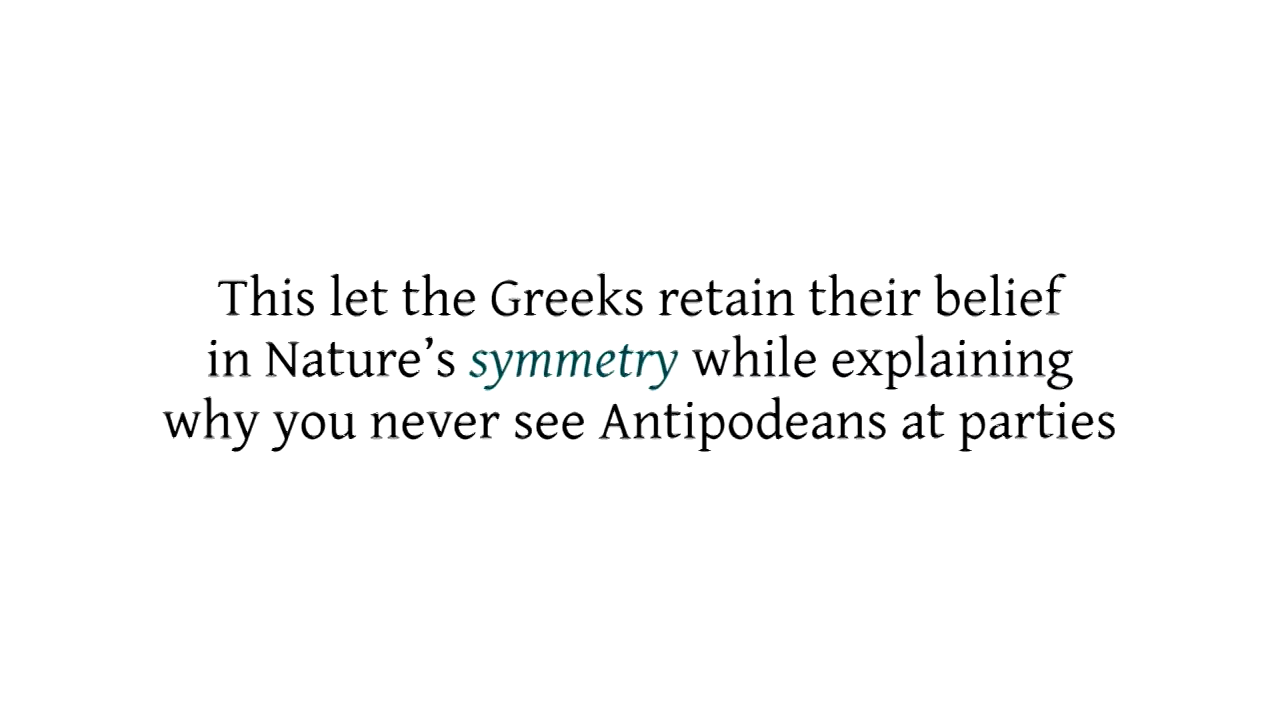 This let the Greeks retain their belief
in Nature’s symmetry while explaining
why you never see Antipodeans at parties